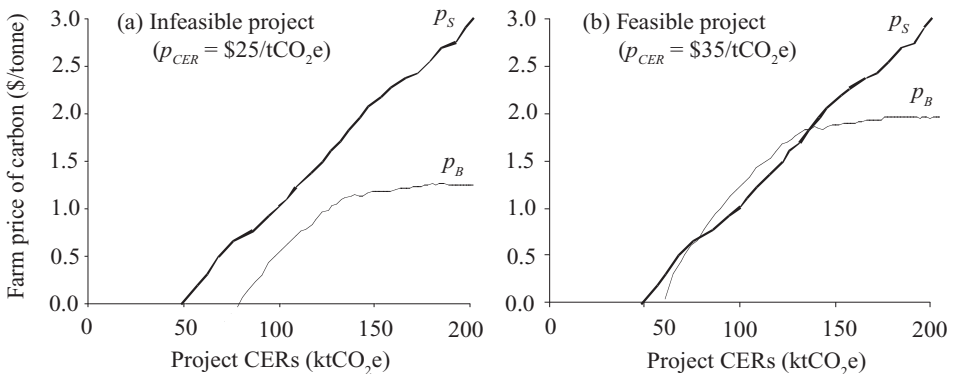 (a) Infeasible project
(p_CER = $25/tCO₂e)
p_S
p_B
Farm price of carbon ($/tonne)
3.0
2.5
2.0
1.5
1.0
0.5
0.0
0 50 100 150 200
Project CERs (ktCO₂e)
(b) Feasible project
(p_CER = $35/tCO₂e)
p_S
p_B
3.0
2.5
2.0
1.5
1.0
0.5
0.0
0 50 100 150 200
Project CERs (ktCO₂e)